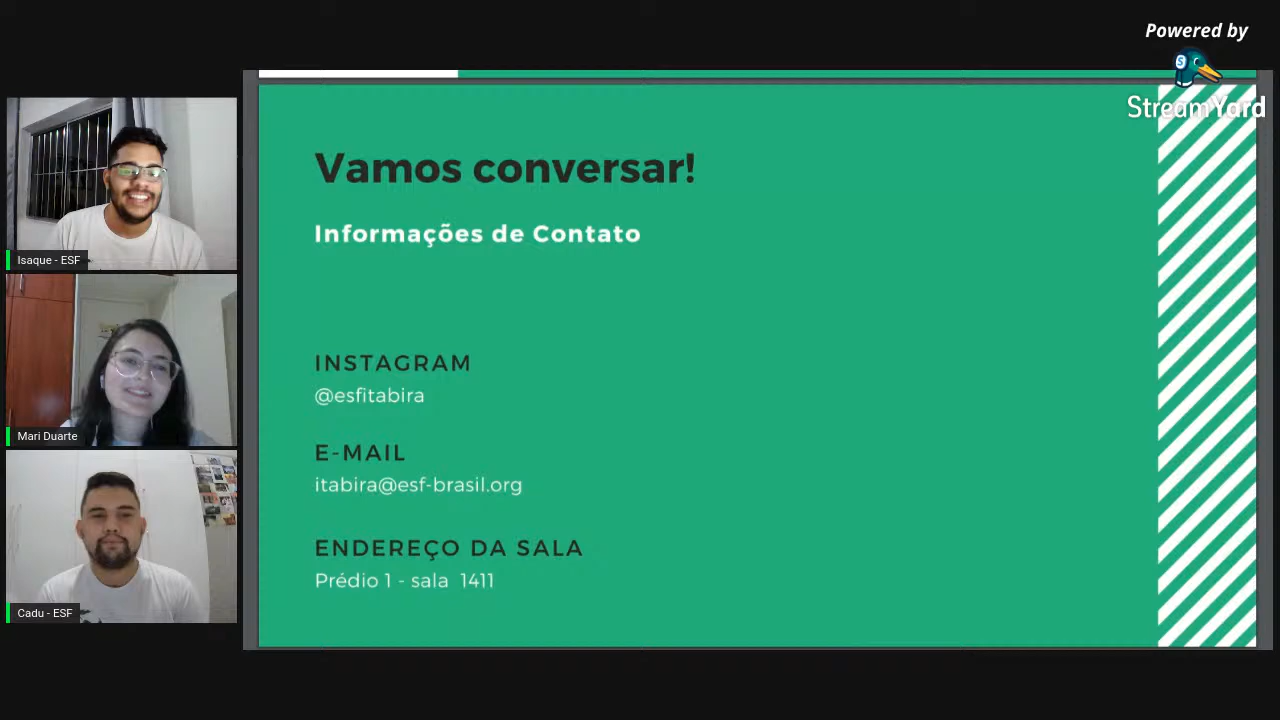 Powered by
StreamYard
Isaque - ESF
Mari Duarte
Cadu - ESF
Vamos conversar!
Informações de Contato
INSTAGRAM
@esfitabira
E-MAIL
itabira@esf-brasil.org
ENDEREÇO DA SALA
Prédio 1 - sala 1411